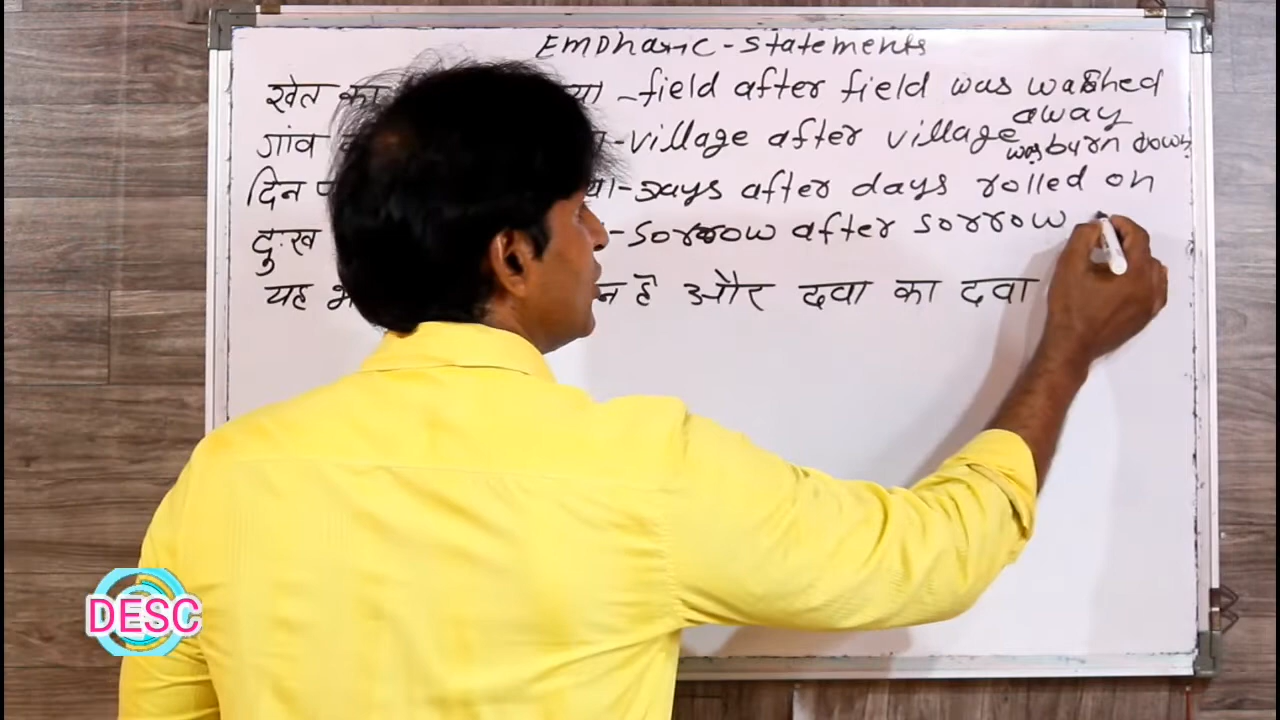 EMPhatic-statements
खेत का या - field after field was washed away
गांव - village after village was burn down
दिन या - Days after days rolled on
दुःख - sorrow after sorrow
यह न है और दवा का दवा
DESC